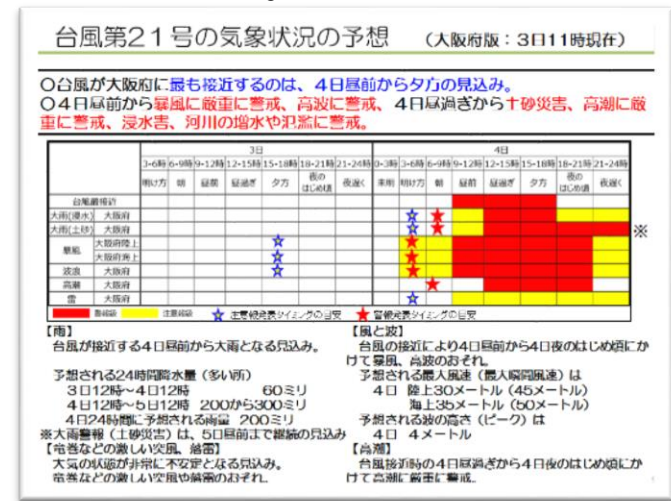 台風第21号の気象状況の予想 (大阪府版:3日11時現在)
○台風が大阪府に最も接近するのは、4日昼前から夕方の見込み。
○4日昼前から暴風に厳重に警戒、高波に警戒、4日昼過ぎから土砂災害、高潮に厳
重に警戒、浸水害、河川の増水や氾濫に警戒。
3日 4日
3-6時 6-9時 9-12時 12-15時 15-18時 18-21時 21-24時 0-3時 3-6時 6-9時 9-12時 12-15時 15-18時 18-21時 21-24時
明け方 朝 昼前 昼過ぎ 夕方 夜のはじめ頃 夜遅く 未明 明け方 朝 昼前 昼過ぎ 夕方 夜のはじめ頃 夜遅く
台風最接近
大雨(浸水) 大阪府
大雨(土砂) 大阪府 ※
暴風 大阪府陸上
大阪府海上
波浪 大阪府
高潮 大阪府
雷 大阪府
警報級 注意報級 ☆ 注意報発表タイミングの目安 ★ 警報発表タイミングの目安
【雨】
台風が接近する4日昼前から大雨となる見込み。
予想される24時間降水量(多い所)
3日12時~4日12時 60ミリ
4日12時~5日12時 200から300ミリ
4日24時間に予想される雨量 200ミリ
※大雨警報(土砂災害)は、5日昼前まで継続の見込み
【竜巻などの激しい突風、落雷】
大気の状態が非常に不安定となる見込み。
竜巻などの激しい突風や落雷のおそれ。
【風と波】
台風の接近により4日昼前から4日夜のはじめ頃にか
けて暴風、高波のおそれ。
予想される最大風速(最大瞬間風速)は
4日 陸上30メートル(45メートル)
海上35メートル(50メートル)
予想される波の高さ(ピーク)は
4日 4メートル
【高潮】
台風接近時の4日昼過ぎから4日夜のはじめ頃にか
けて高潮に厳重に警戒。